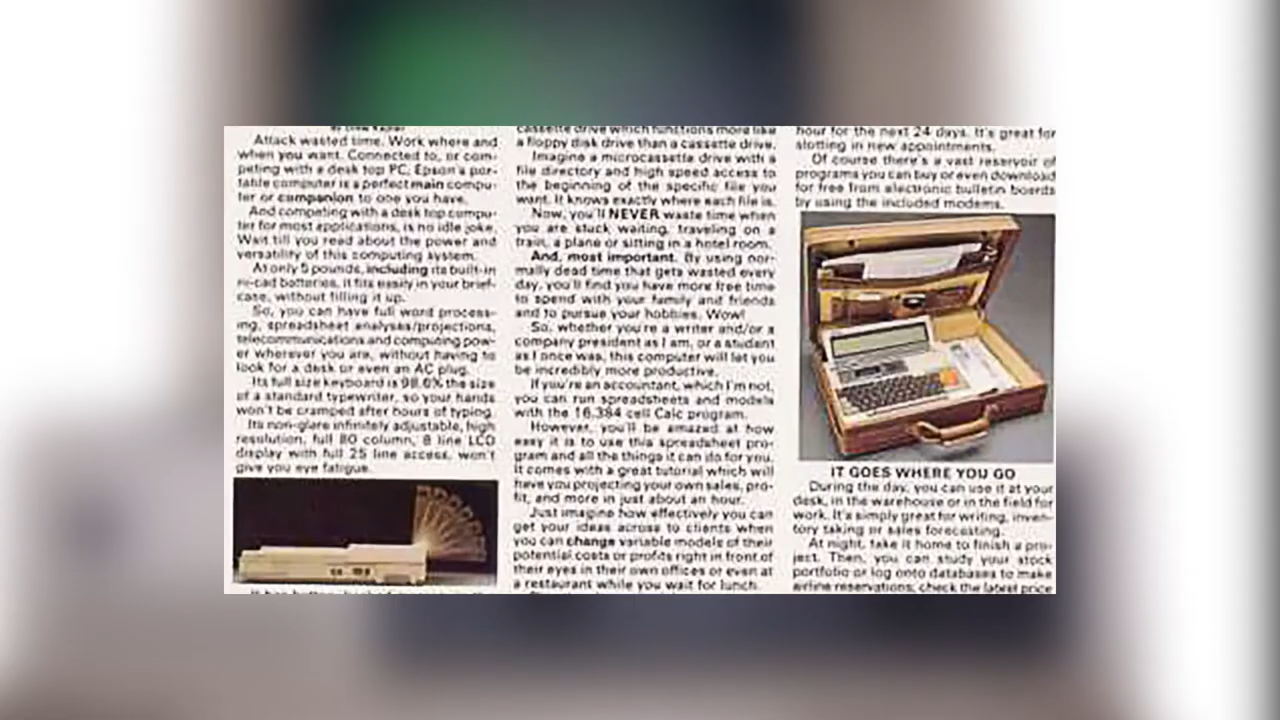 By Drew Kaplan
Attack wasted time. Work where and
when you want. Connected to, or com-
peting with a desk top PC, Epson's por-
table computer is a perfect main compu-
ter or companion to one you have.
And competing with a desk top compu-
ter for most applications, is no idle joke.
Wait till you read about the power and
versatility of this computing system.
At only 5 pounds, including its built-in
ni-cad batteries, it fits easily in your brief-
case, without filling it up.
So, you can have full word process-
ing, spreadsheet analyses/projections,
telecommunications and computing pow-
er wherever you are, without having to
look for a desk or even an AC plug.
Its full size keyboard is 98.6% the size
of a standard typewriter, so your hands
won't be cramped after hours of typing.
Its non-glare infinitely adjustable, high
resolution, full 80 column, 8 line LCD
display with full 25 line access, won't
give you eye fatigue.
cassette drive which functions more like
a floppy disk drive than a cassette drive.
Imagine a microcassette drive with a
file directory and high speed access to
the beginning of the specific file you
want. It knows exactly where each file is.
Now, you'll NEVER waste time when
you are stuck waiting, traveling on a
train, a plane or sitting in a hotel room.
And, most important. By using nor-
mally dead time that gets wasted every
day, you'll find you have more free time
to spend with your family and friends
and to pursue your hobbies. Wow!
So, whether you're a writer and/or a
company president as I am, or a student
as I once was, this computer will let you
be incredibly more productive.
If you're an accountant, which I'm not,
you can run spreadsheets and models
with the 16,384 cell Calc program.
However, you'll be amazed at how
easy it is to use this spreadsheet pro-
gram and all the things it can do for you.
It comes with a great tutorial which will
have you projecting your own sales, pro-
fit, and more in just about an hour.
Just imagine how effectively you can
get your ideas across to clients when
you can change variable models of their
potential costs or profits right in front of
their eyes in their own offices or even at
a restaurant while you wait for lunch.
hour for the next 24 days. It's great for
slotting in new appointments.
Of course there's a vast reservoir of
programs you can buy or even download
for free from electronic bulletin boards
by using the included modems.
IT GOES WHERE YOU GO
During the day, you can use it at your
desk, in the warehouse or in the field for
work. It's simply great for writing, inven-
tory taking or sales forecasting.
At night, take it home to finish a pro-
ject. Then, you can study your stock
portfolio or log onto databases to make
airline reservations, check the latest price